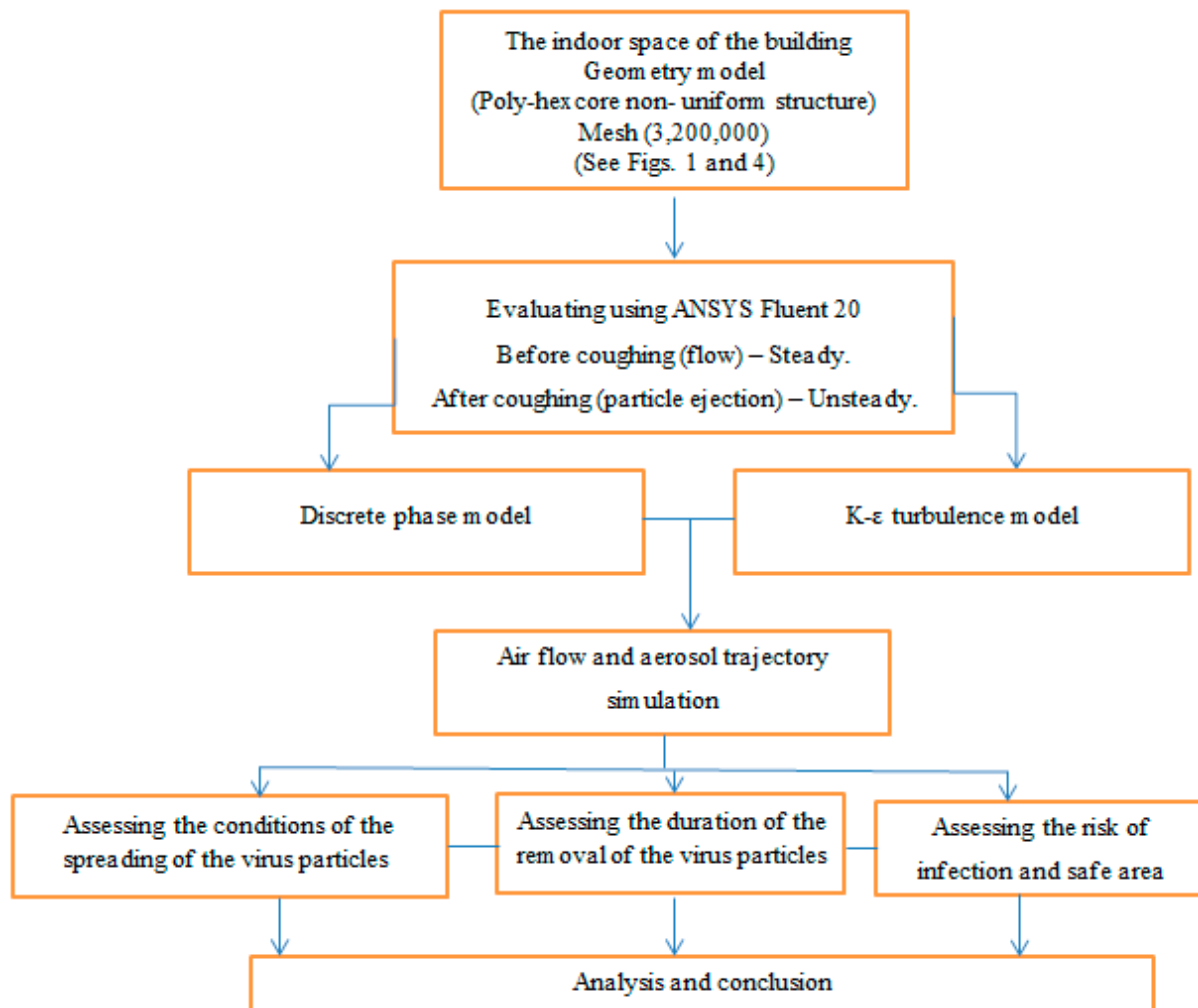 The indoor space of the building
Geometry model
(Poly-hexcore non- uniform structure)
Mesh (3,200,000)
(See Figs. 1 and 4)
Evaluating using ANSYS Fluent 20
Before coughing (flow) – Steady.
After coughing (particle ejection) – Unsteady.
Discrete phase model
K-ε turbulence model
Air flow and aerosol trajectory
simulation
Assessing the conditions of the
spreading of the virus particles
Assessing the duration of the
removal of the virus particles
Assessing the risk of
infection and safe area
Analysis and conclusion